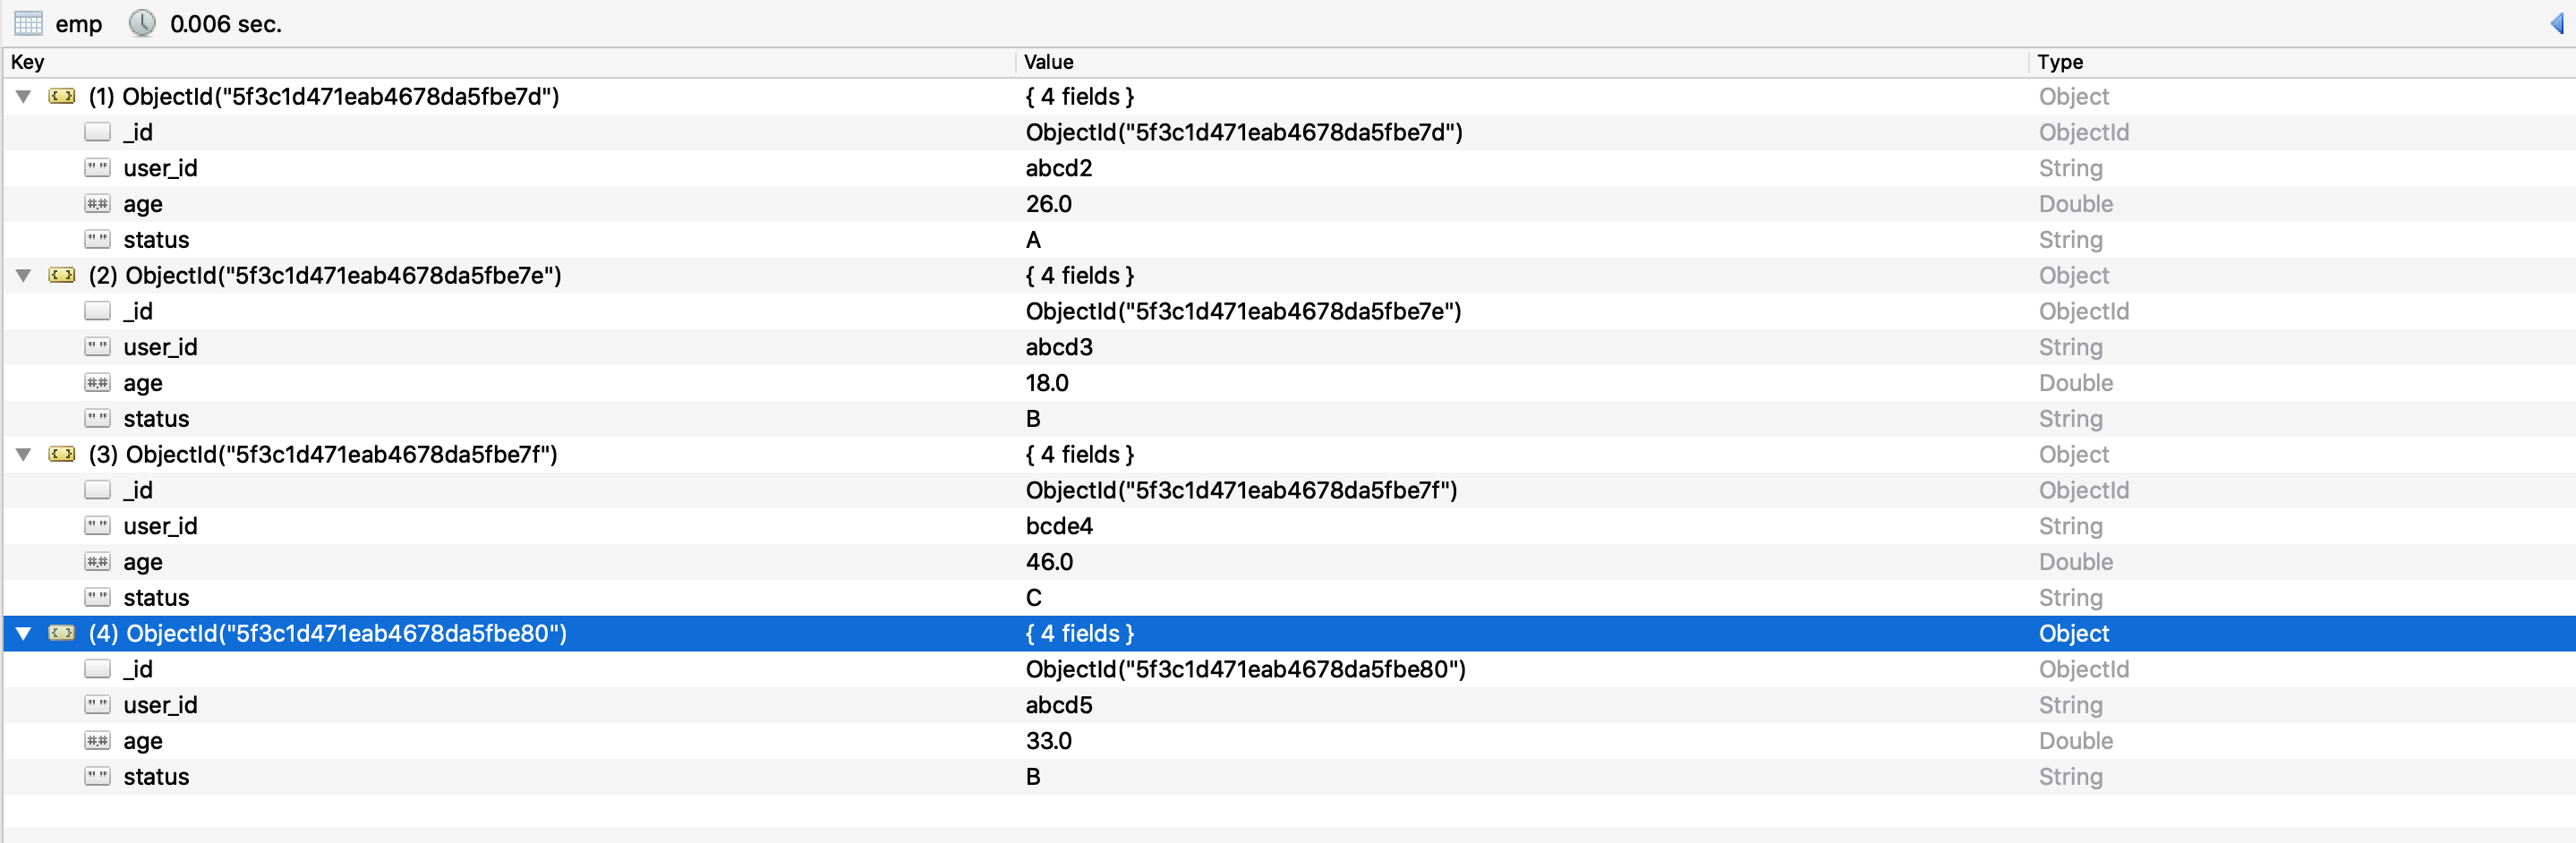 emp 0.006 sec.
Key Value Type
(1) ObjectId("5f3c1d471eab4678da5fbe7d") { 4 fields } Object
_id ObjectId("5f3c1d471eab4678da5fbe7d") ObjectId
user_id abcd2 String
age 26.0 Double
status A String
(2) ObjectId("5f3c1d471eab4678da5fbe7e") { 4 fields } Object
_id ObjectId("5f3c1d471eab4678da5fbe7e") ObjectId
user_id abcd3 String
age 18.0 Double
status B String
(3) ObjectId("5f3c1d471eab4678da5fbe7f") { 4 fields } Object
_id ObjectId("5f3c1d471eab4678da5fbe7f") ObjectId
user_id bcde4 String
age 46.0 Double
status C String
(4) ObjectId("5f3c1d471eab4678da5fbe80") { 4 fields } Object
_id ObjectId("5f3c1d471eab4678da5fbe80") ObjectId
user_id abcd5 String
age 33.0 Double
status B String